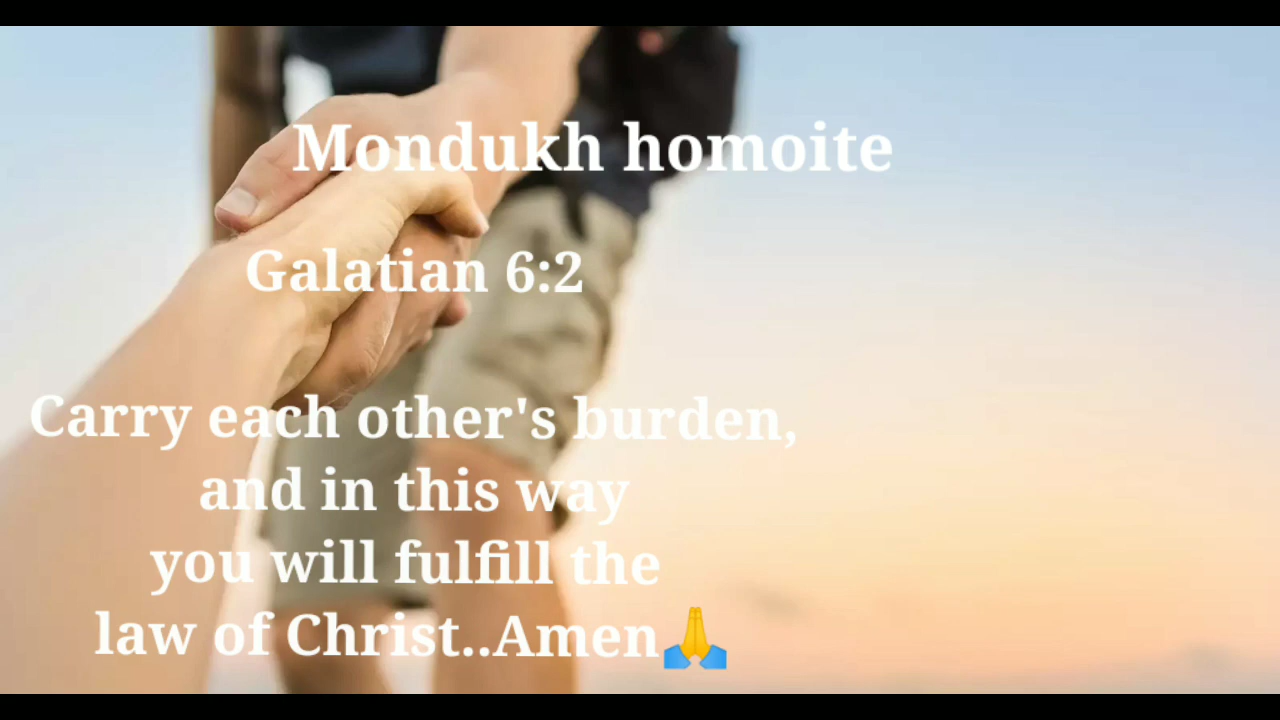 Mondukh homoite
Galatian 6:2
Carry each other's burden,
and in this way
you will fulfill the
law of Christ..Amen🙏